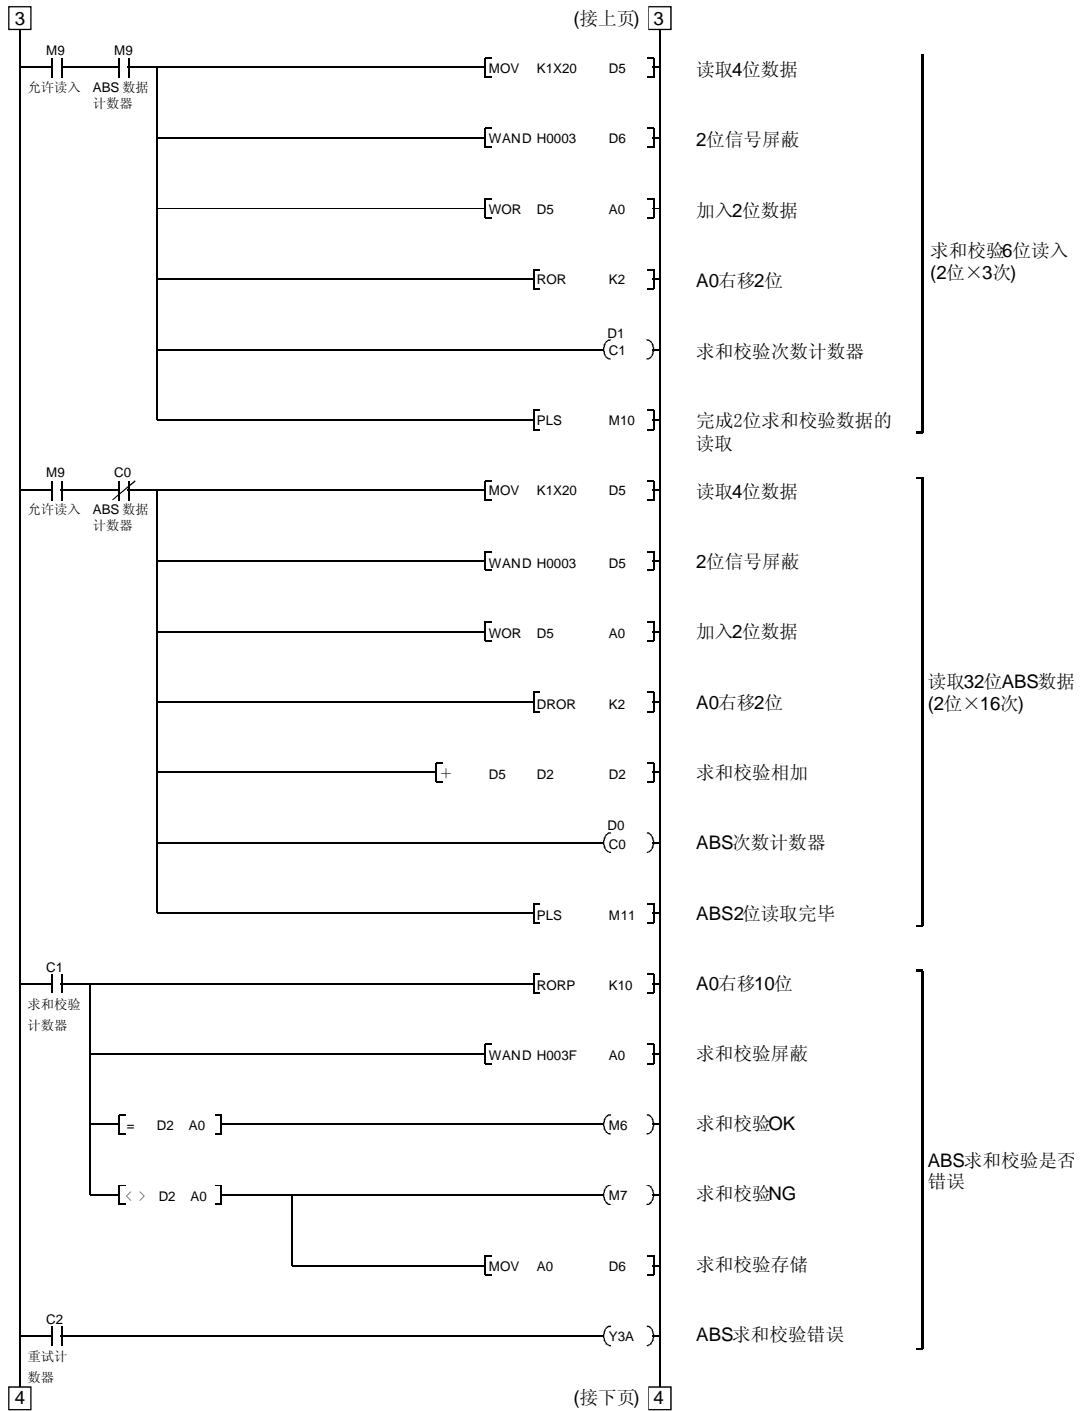 3 (接上页) 3
M9 M9
允许读入 ABS 数据
计数器
MOV K1X20 D5 读取4位数据
WAND H0003 D6 2位信号屏蔽
WOR D5 A0 加入2位数据
求和校验6位读入
(2位×3次)
ROR K2 A0右移2位
D1
C1 求和校验次数计数器
PLS M10 完成2位求和校验数据的
读取
M9 C0
允许读入 ABS 数据
计数器
MOV K1X20 D5 读取4位数据
WAND H0003 D5 2位信号屏蔽
WOR D5 A0 加入2位数据
读取32位ABS数据
(2位×16次)
DROR K2 A0右移2位
+ D5 D2 D2 求和校验相加
D0
C0 ABS次数计数器
PLS M11 ABS2位读取完毕
C1
求和校验
计数器
RORP K10 A0右移10位
WAND H003F A0 求和校验屏蔽
= D2 A0 M6 求和校验OK
ABS求和校验是否
错误
< > D2 A0 M7 求和校验NG
MOV A0 D6 求和校验存储
C2
重试计
数器
Y3A ABS求和校验错误
4 (接下页) 4